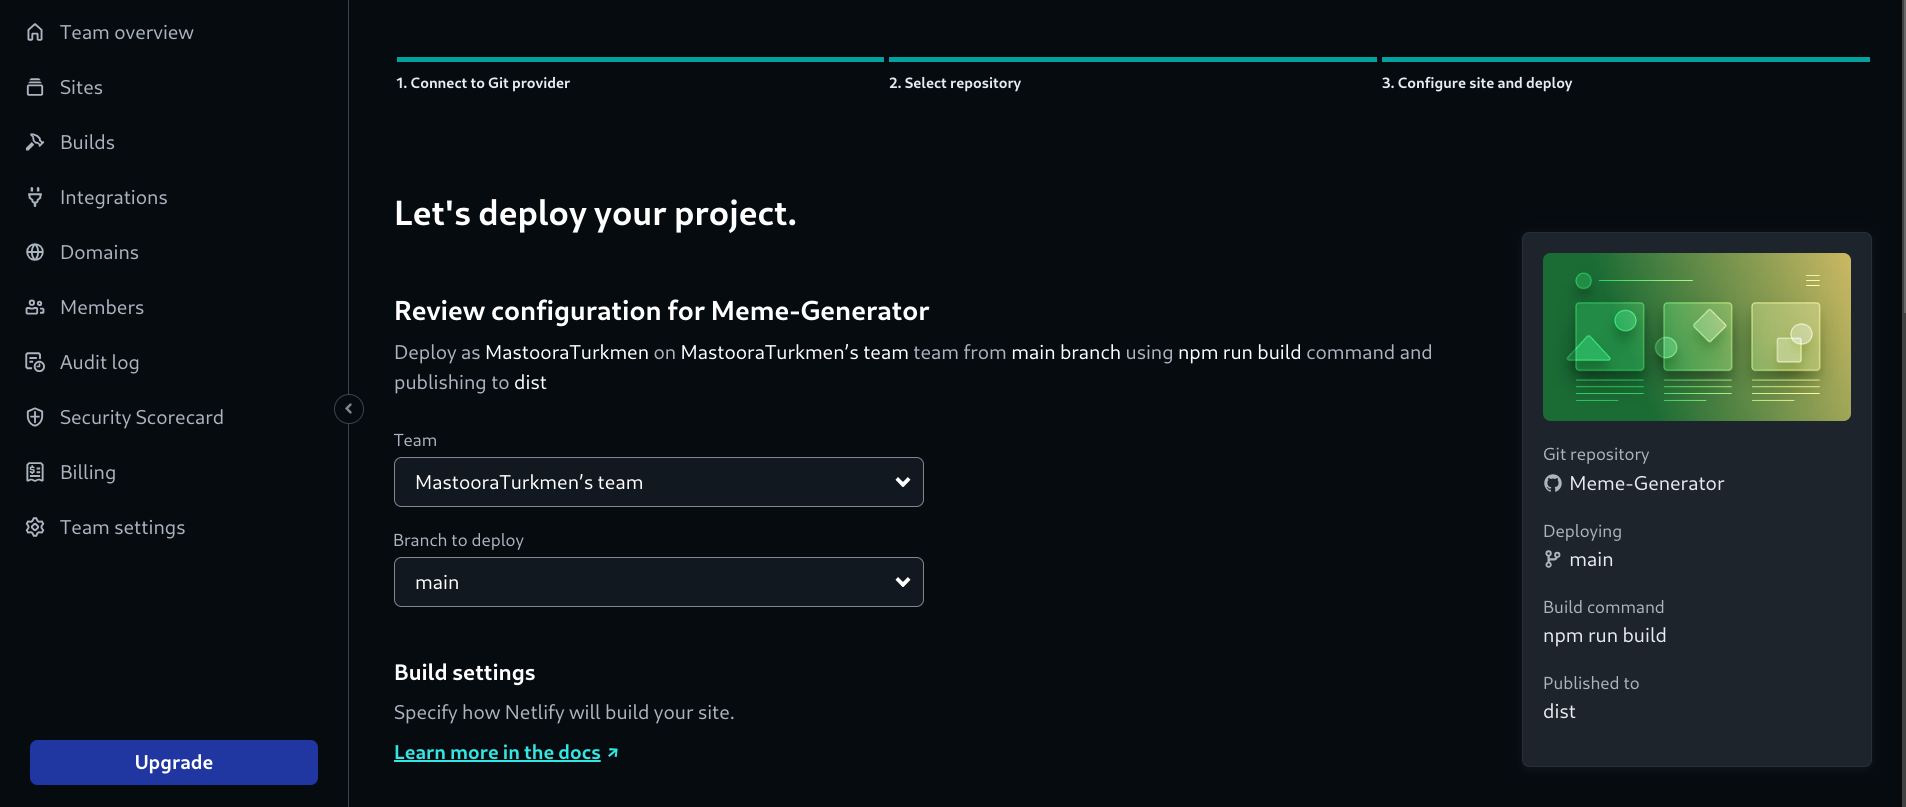 Team overview
Sites
Builds
Integrations
Domains
Members
Audit log
Security Scorecard
Billing
Team settings
Upgrade
1. Connect to Git provider
2. Select repository
3. Configure site and deploy
Let's deploy your project.
Review configuration for Meme-Generator
Deploy as MastooraTurkmen on MastooraTurkmen’s team team from main branch using npm run build command and
publishing to dist
Team
MastooraTurkmen’s team
Branch to deploy
main
Build settings
Specify how Netlify will build your site.
Learn more in the docs
Git repository
Meme-Generator
Deploying
main
Build command
npm run build
Published to
dist